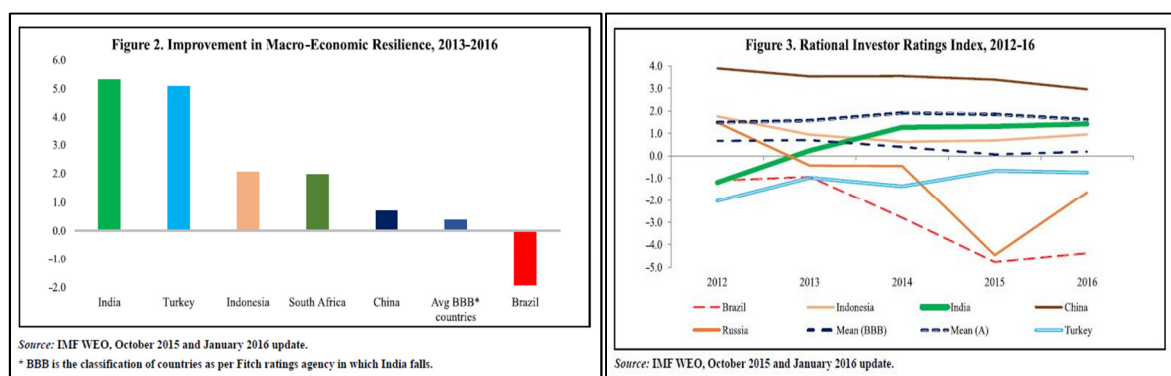 Figure 2. Improvement in Macro-Economic Resilience, 2013-2016
6.0
5.0
4.0
3.0
2.0
1.0
0.0
-1.0
-2.0
India Turkey Indonesia South Africa China Avg BBB* Brazil
countries
Source: IMF WEO, October 2015 and January 2016 update.
* BBB is the classification of countries as per Fitch ratings agency in which India falls.
Figure 3. Rational Investor Ratings Index, 2012-16
4.0
3.0
2.0
1.0
0.0
-1.0
-2.0
-3.0
-4.0
-5.0
2012 2013 2014 2015 2016
Brazil Indonesia India China
Russia Mean (BBB) Mean (A) Turkey
Source: IMF WEO, October 2015 and January 2016 update.